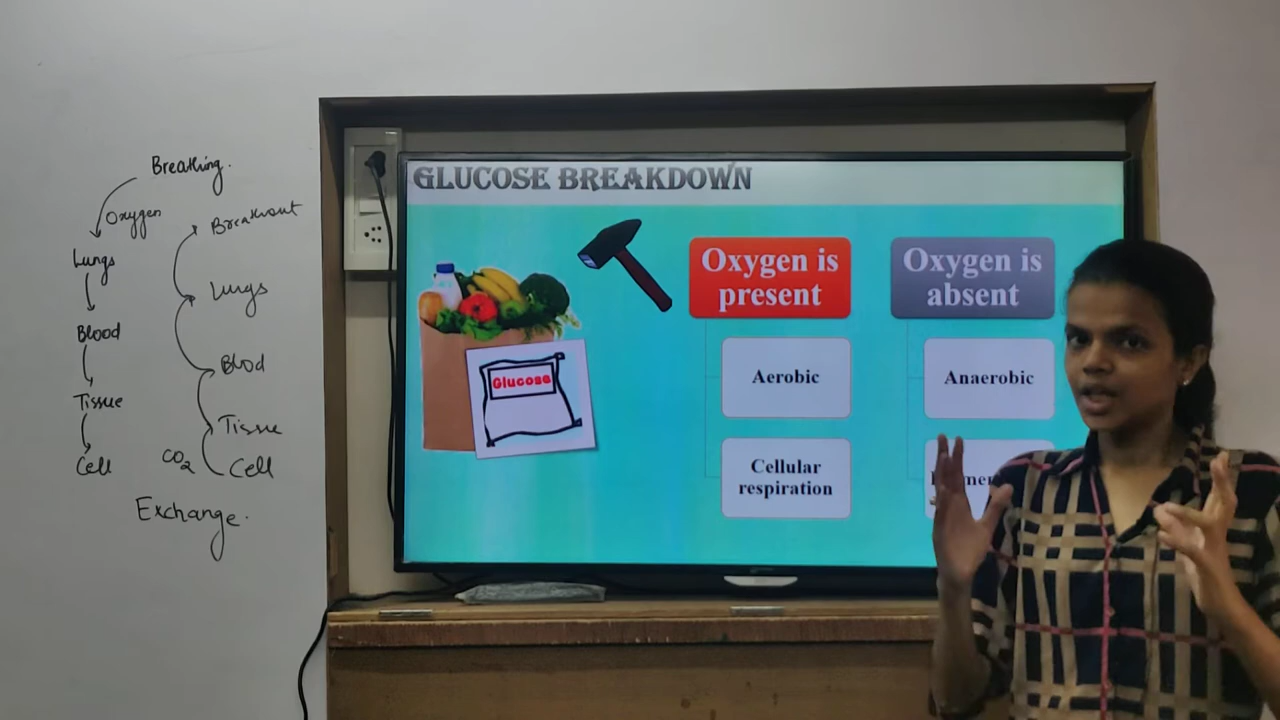 Breathing.
Oxygen
Lungs
Blood
Tissue
Cell
Breathout
Lungs
Blood
Tissue
CO2 Cell
Exchange.
GLUCOSE BREAKDOWN
Glucose
Oxygen is
present
Aerobic
Cellular
respiration
Oxygen is
absent
Anaerobic